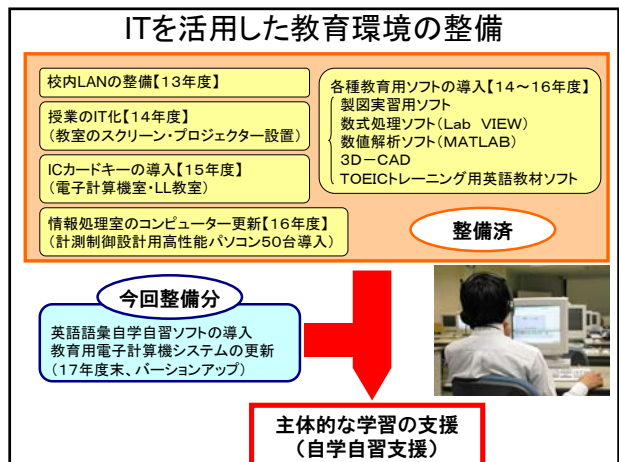 ITを活用した教育環境の整備
校内LANの整備【13年度】
授業のIT化【14年度】
（教室のスクリーン・プロジェクター設置）
ICカードキーの導入【15年度】
（電子計算機室・LL教室）
情報処理室のコンピューター更新【16年度】
（計測制御設計用高性能パソコン50台導入）
各種教育用ソフトの導入【14～16年度】
製図実習用ソフト
数式処理ソフト（Lab VIEW）
数値解析ソフト（MATLAB）
3D－CAD
TOEICトレーニング用英語教材ソフト
整備済
今回整備分
英語語彙自学自習ソフトの導入
教育用電子計算機システムの更新
（17年度末、バーションアップ）
主体的な学習の支援
（自学自習支援）